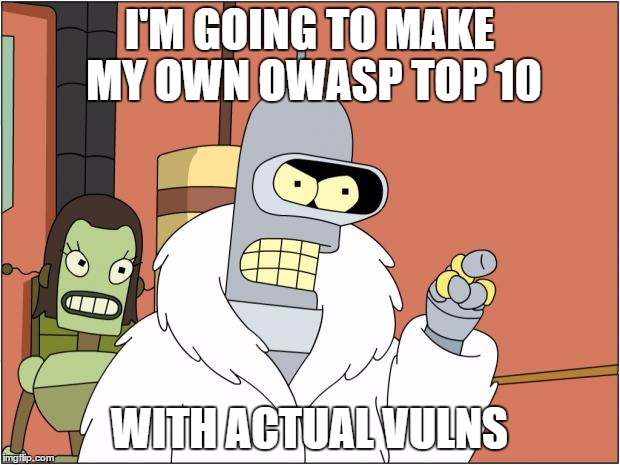 I'M GOING TO MAKE
MY OWN OWASP TOP 10
WITH ACTUAL VULNS
imgflip.com